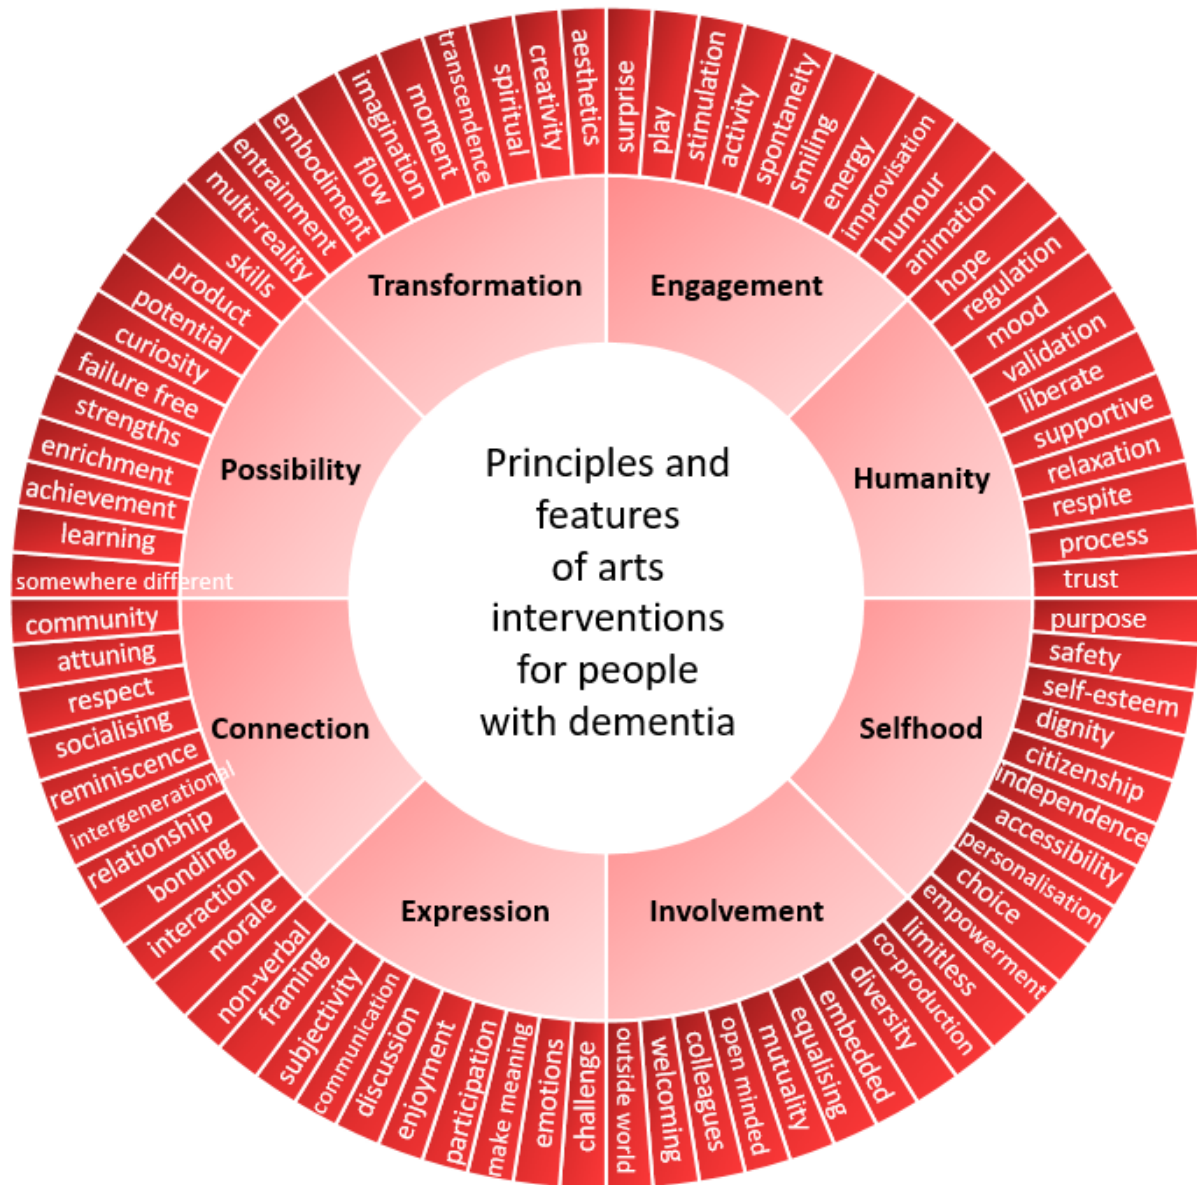 Principles and
features
of arts
interventions
for people
with dementia
Engagement
surprise
play
stimulation
activity
spontaneity
smiling
energy
improvisation
humour
animation
Humanity
hope
regulation
mood
validation
liberate
supportive
relaxation
respite
process
trust
Selfhood
purpose
safety
self-esteem
dignity
citizenship
independence
accessibility
personalisation
choice
empowerment
Involvement
limitless
co-production
diversity
embedded
equalising
mutuality
open minded
colleagues
welcoming
outside world
Expression
challenge
emotions
make meaning
participation
enjoyment
discussion
communication
subjectivity
framing
non-verbal
Connection
morale
interaction
bonding
relationship
intergenerational
reminiscence
socialising
respect
attuning
community
Possibility
somewhere different
learning
achievement
enrichment
strengths
failure free
curiosity
potential
product
skills
Transformation
multi-reality
entrainment
embodiment
flow
imagination
moment
transcendence
spiritual
creativity
aesthetics